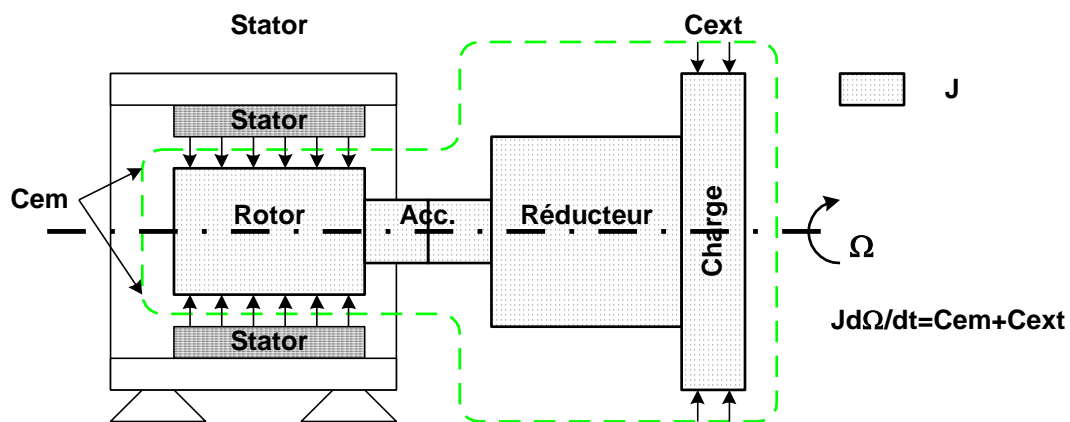 Stator
Cext
Stator
J
Cem
Rotor
Acc.
Réducteur
Charge
Ω
Stator
JdΩ/dt=Cem+Cext